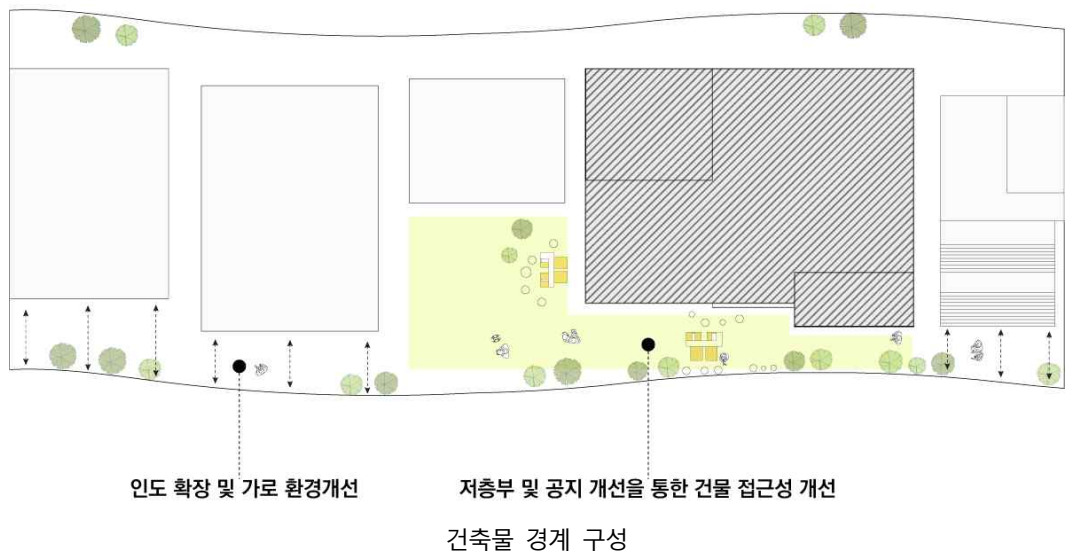 인도 확장 및 가로 환경개선
저층부 및 공지 개선을 통한 건물 접근성 개선
건축물 경계 구성